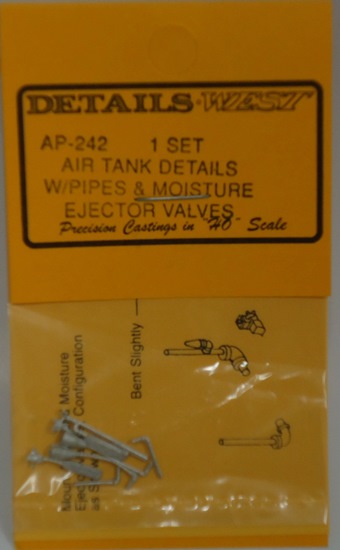 DETAILS WEST
AP-242 1 SET
AIR TANK DETAILS
W/PIPES & MOISTURE
EJECTOR VALVES
Precision Castings in "HO" Scale
Bent Slightly
Moisture
Configuration
as